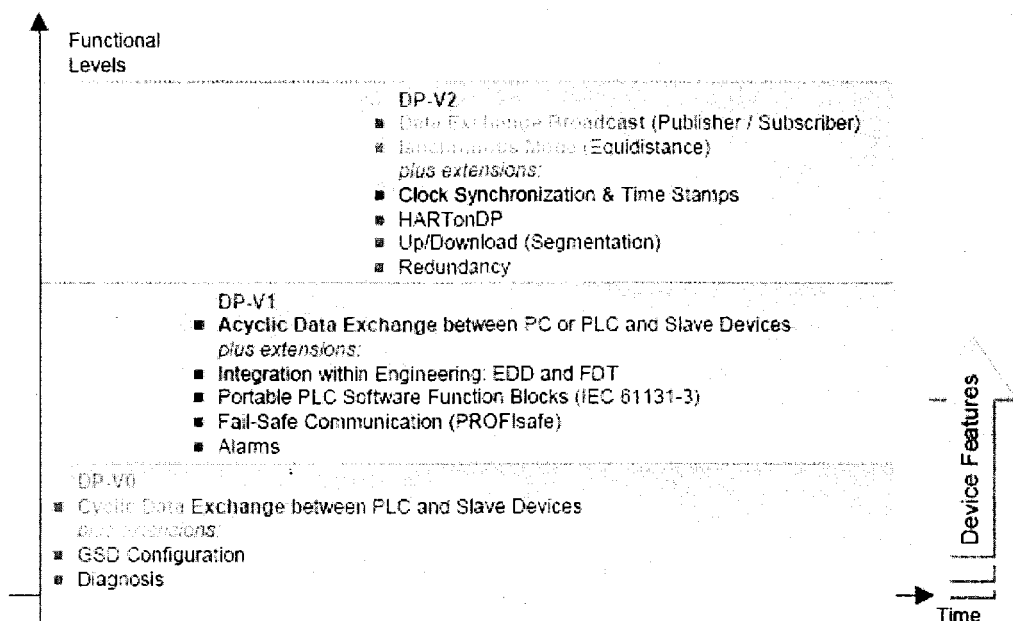 Functional
Levels
DP-V2
Data Exchange Broadcast (Publisher / Subscriber)
Isochronous Mode (Equidistance)
plus extensions:
Clock Synchronization & Time Stamps
HARTonDP
Up/Download (Segmentation)
Redundancy
DP-V1
Acyclic Data Exchange between PC or PLC and Slave Devices
plus extensions:
Integration within Engineering: EDD and FDT
Portable PLC Software Function Blocks (IEC 61131-3)
Fail-Safe Communication (PROFIsafe)
Alarms
DP-V0
Cyclic Data Exchange between PLC and Slave Devices
plus extensions:
GSD Configuration
Diagnosis
Device Features
Time